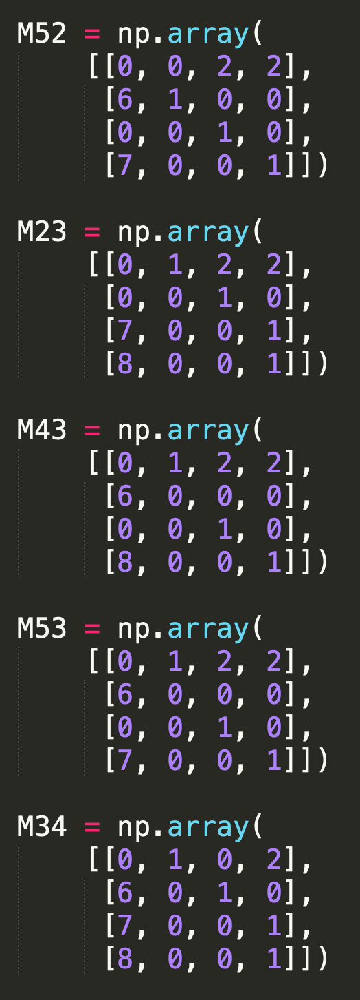 M52 = np.array(
[[0, 0, 2, 2],
[6, 1, 0, 0],
[0, 0, 1, 0],
[7, 0, 0, 1]])
M23 = np.array(
[[0, 1, 2, 2],
[0, 0, 1, 0],
[7, 0, 0, 1],
[8, 0, 0, 1]])
M43 = np.array(
[[0, 1, 2, 2],
[6, 0, 0, 0],
[0, 0, 1, 0],
[8, 0, 0, 1]])
M53 = np.array(
[[0, 1, 2, 2],
[6, 0, 0, 0],
[0, 0, 1, 0],
[7, 0, 0, 1]])
M34 = np.array(
[[0, 1, 0, 2],
[6, 0, 1, 0],
[7, 0, 0, 1],
[8, 0, 0, 1]])